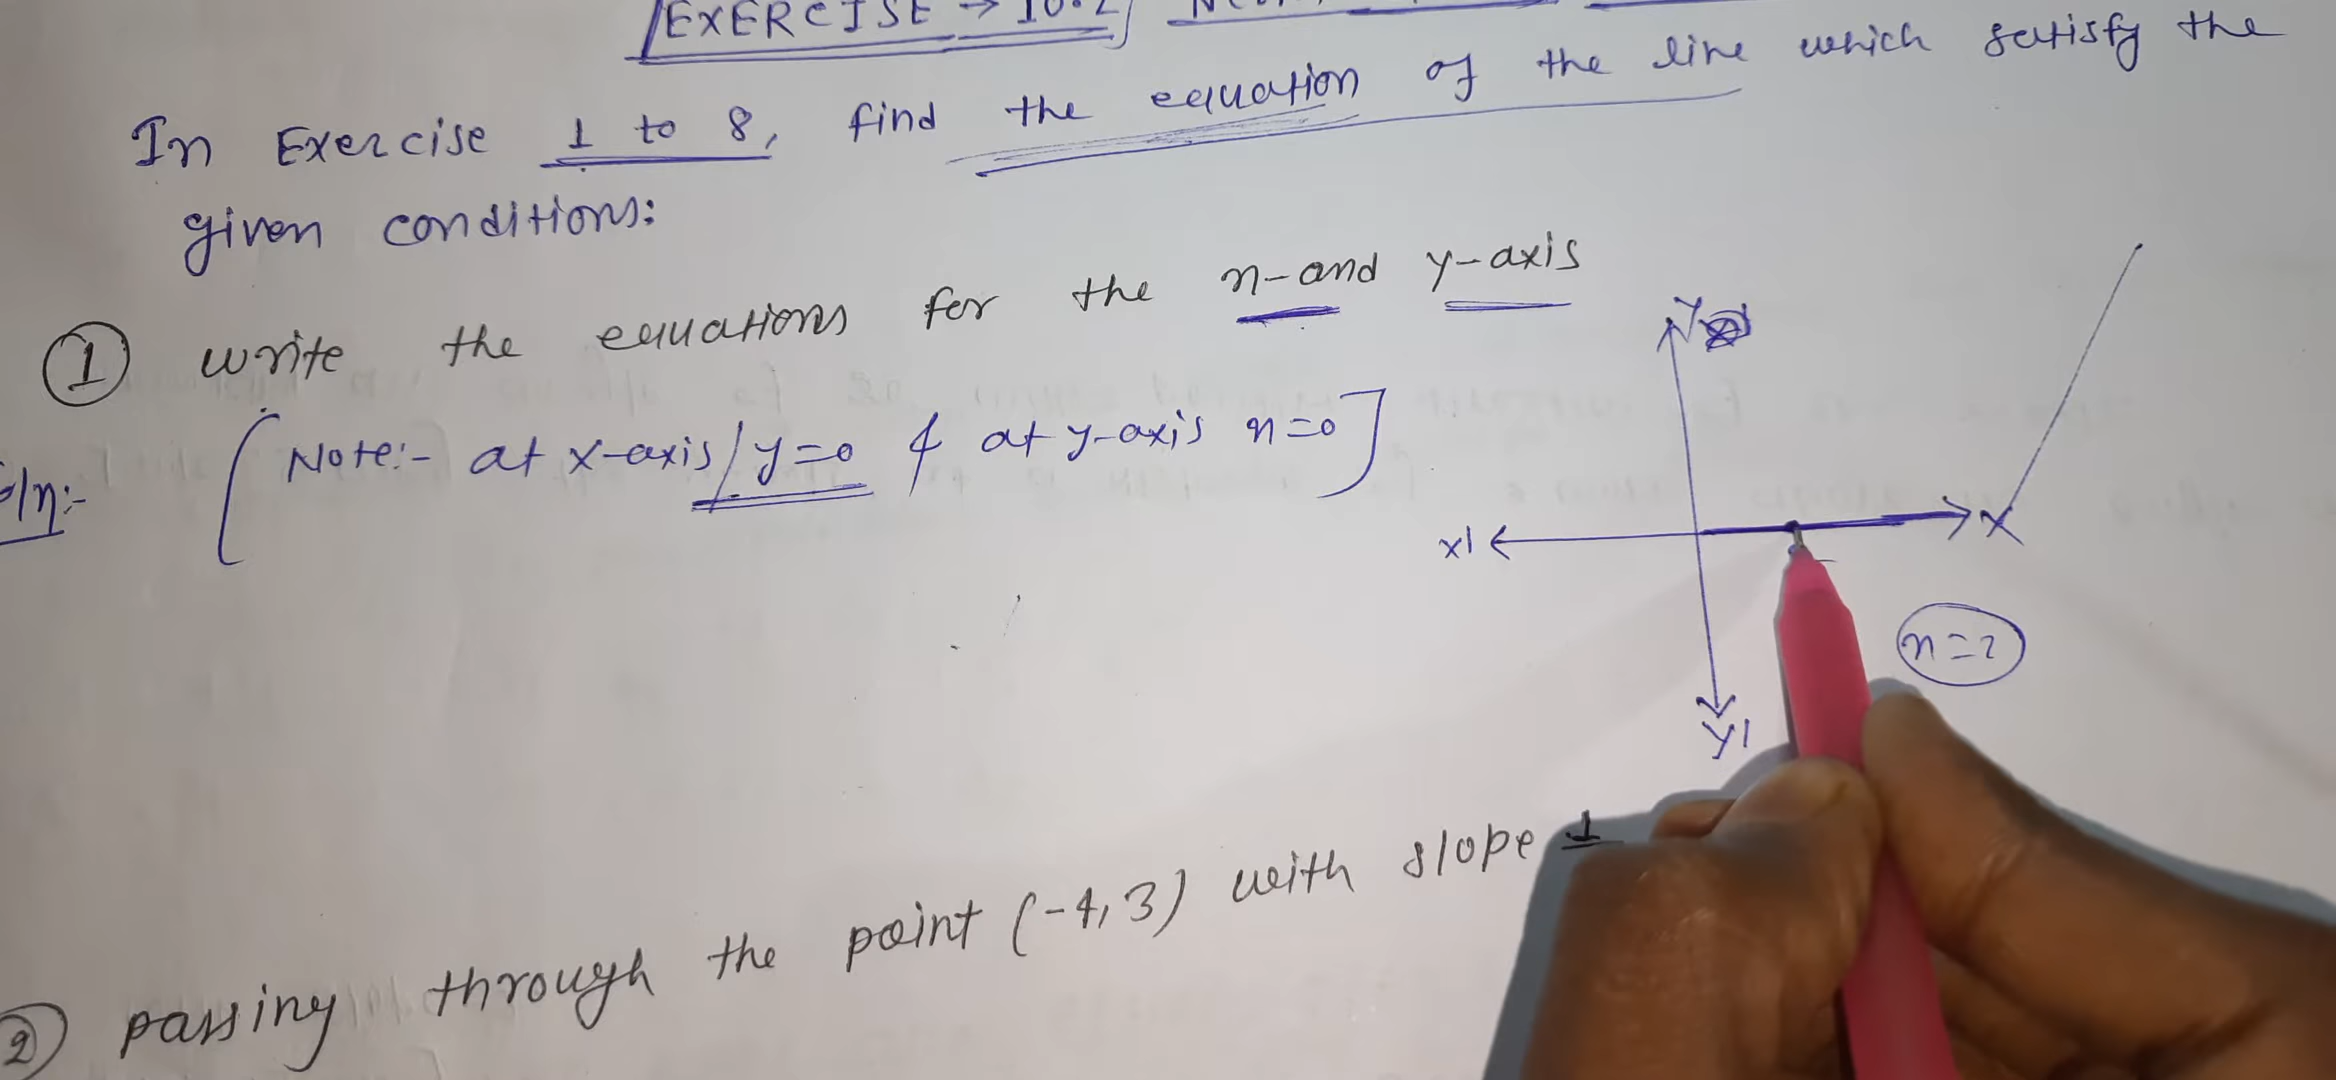 EXERCISE → 10.2
In Exercise 1 to 8, find the equation of the line which satisfy the
given conditions:
① write the equations for the x-and y-axis
[Note:- at x-axis/y=0 & at y-axis x=0]
Y
X
x'
y'
x=2
② passing through the point (-4,3) with slope 1